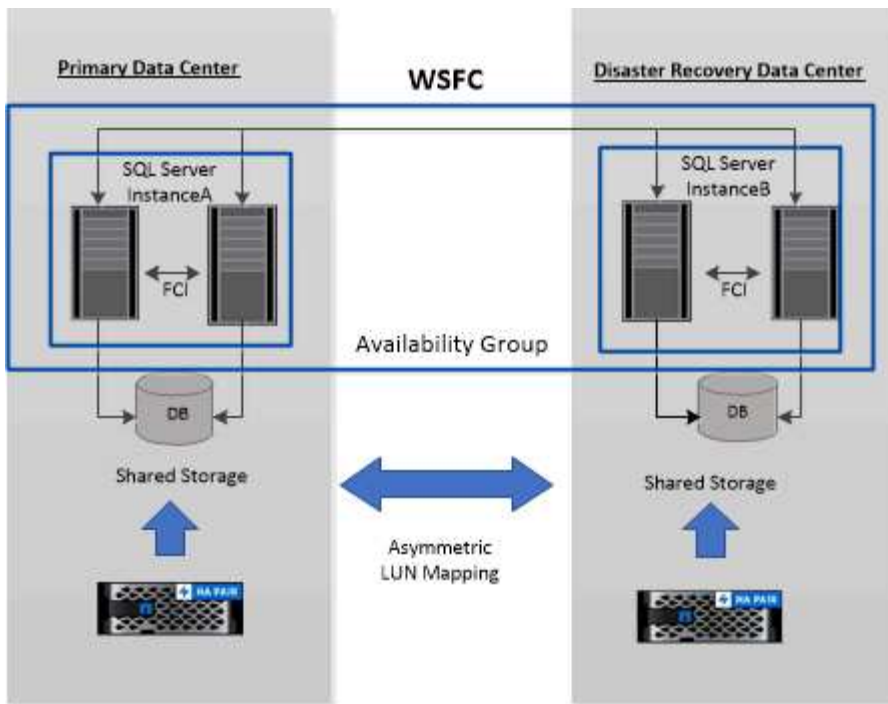 Primary Data Center
WSFC
Disaster Recovery Data Center
SQL Server
InstanceA
SQL Server
InstanceB
FCI
FCI
Availability Group
DB
DB
Shared Storage
Shared Storage
Asymmetric
LUN Mapping
HA PAIR
HA PAIR